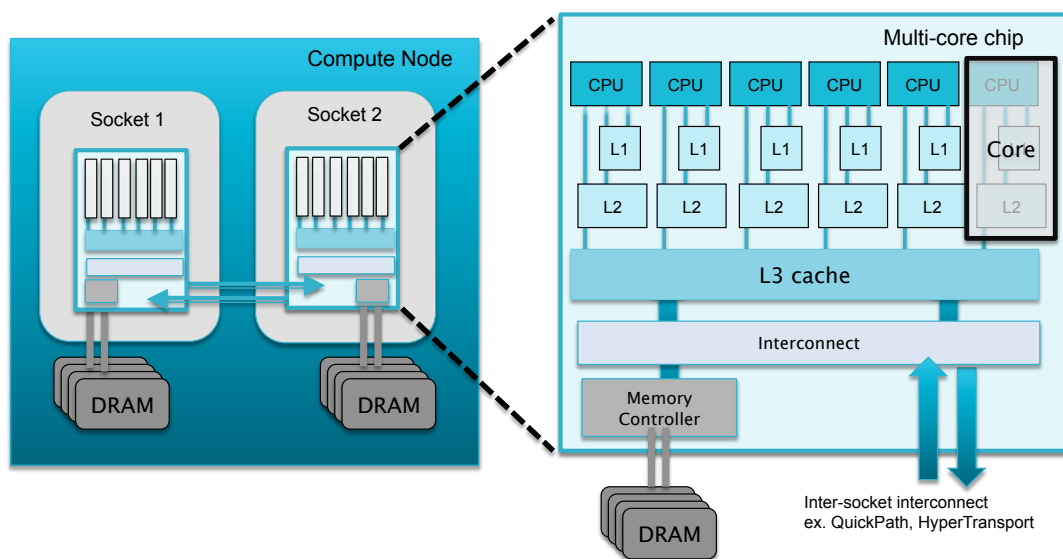 Compute Node
Socket 1
Socket 2
DRAM
DRAM
Multi-core chip
CPU CPU CPU CPU CPU CPU
L1 L1 L1 L1 L1 L1
Core
L2 L2 L2 L2 L2 L2
L3 cache
Interconnect
Memory
Controller
DRAM
Inter-socket interconnect
ex. QuickPath, HyperTransport